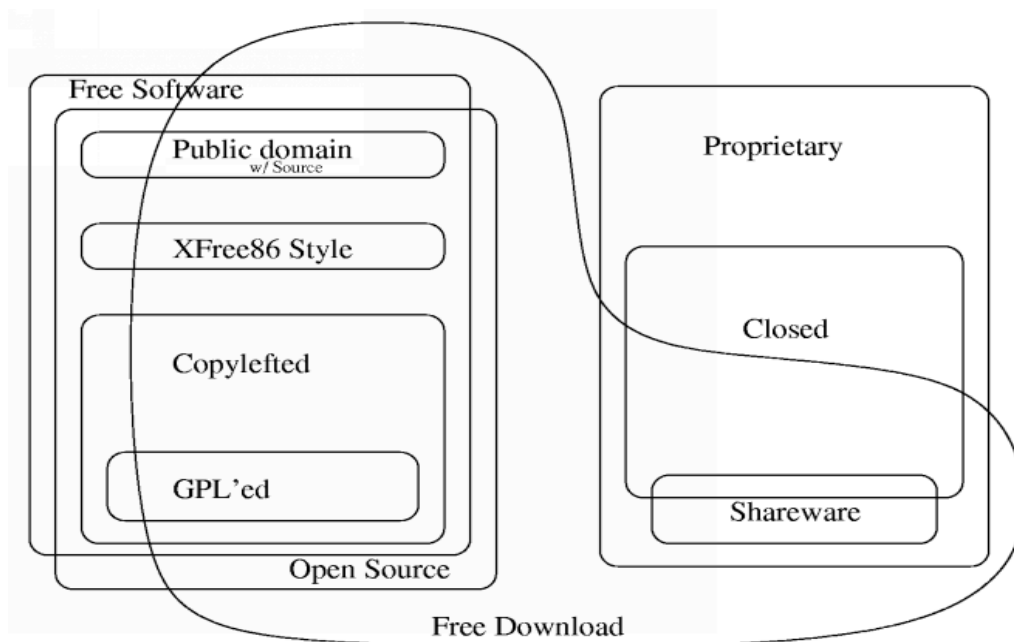 Free Software
Public domain
w/ Source
XFree86 Style
Copylefted
GPL'ed
Open Source
Proprietary
Closed
Shareware
Free Download